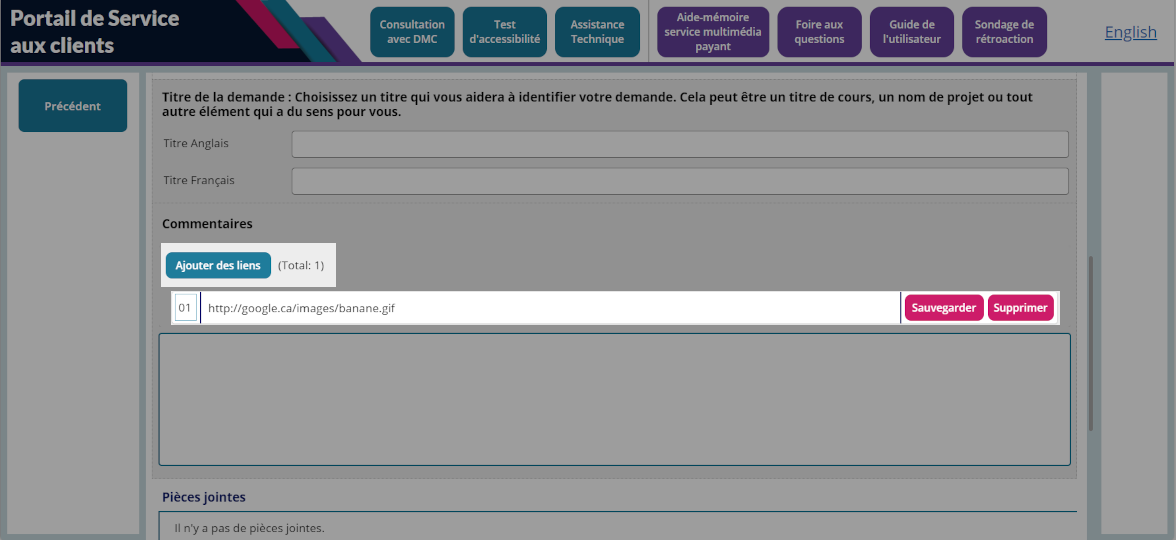 Portail de Service
aux clients
Consultation
avec DMC
Test
d'accessibilité
Assistance
Technique
Aide-mémoire
service multimédia
payant
Foire aux
questions
Guide de
l'utilisateur
Sondage de
rétroaction
English
Précédent
Titre de la demande : Choisissez un titre qui vous aidera à identifier votre demande. Cela peut être un titre de cours, un nom de projet ou tout
autre élément qui a du sens pour vous.
Titre Anglais
Titre Français
Commentaires
Ajouter des liens (Total: 1)
01 http://google.ca/images/banane.gif Sauvegarder Supprimer
Pièces jointes
Il n'y a pas de pièces jointes.